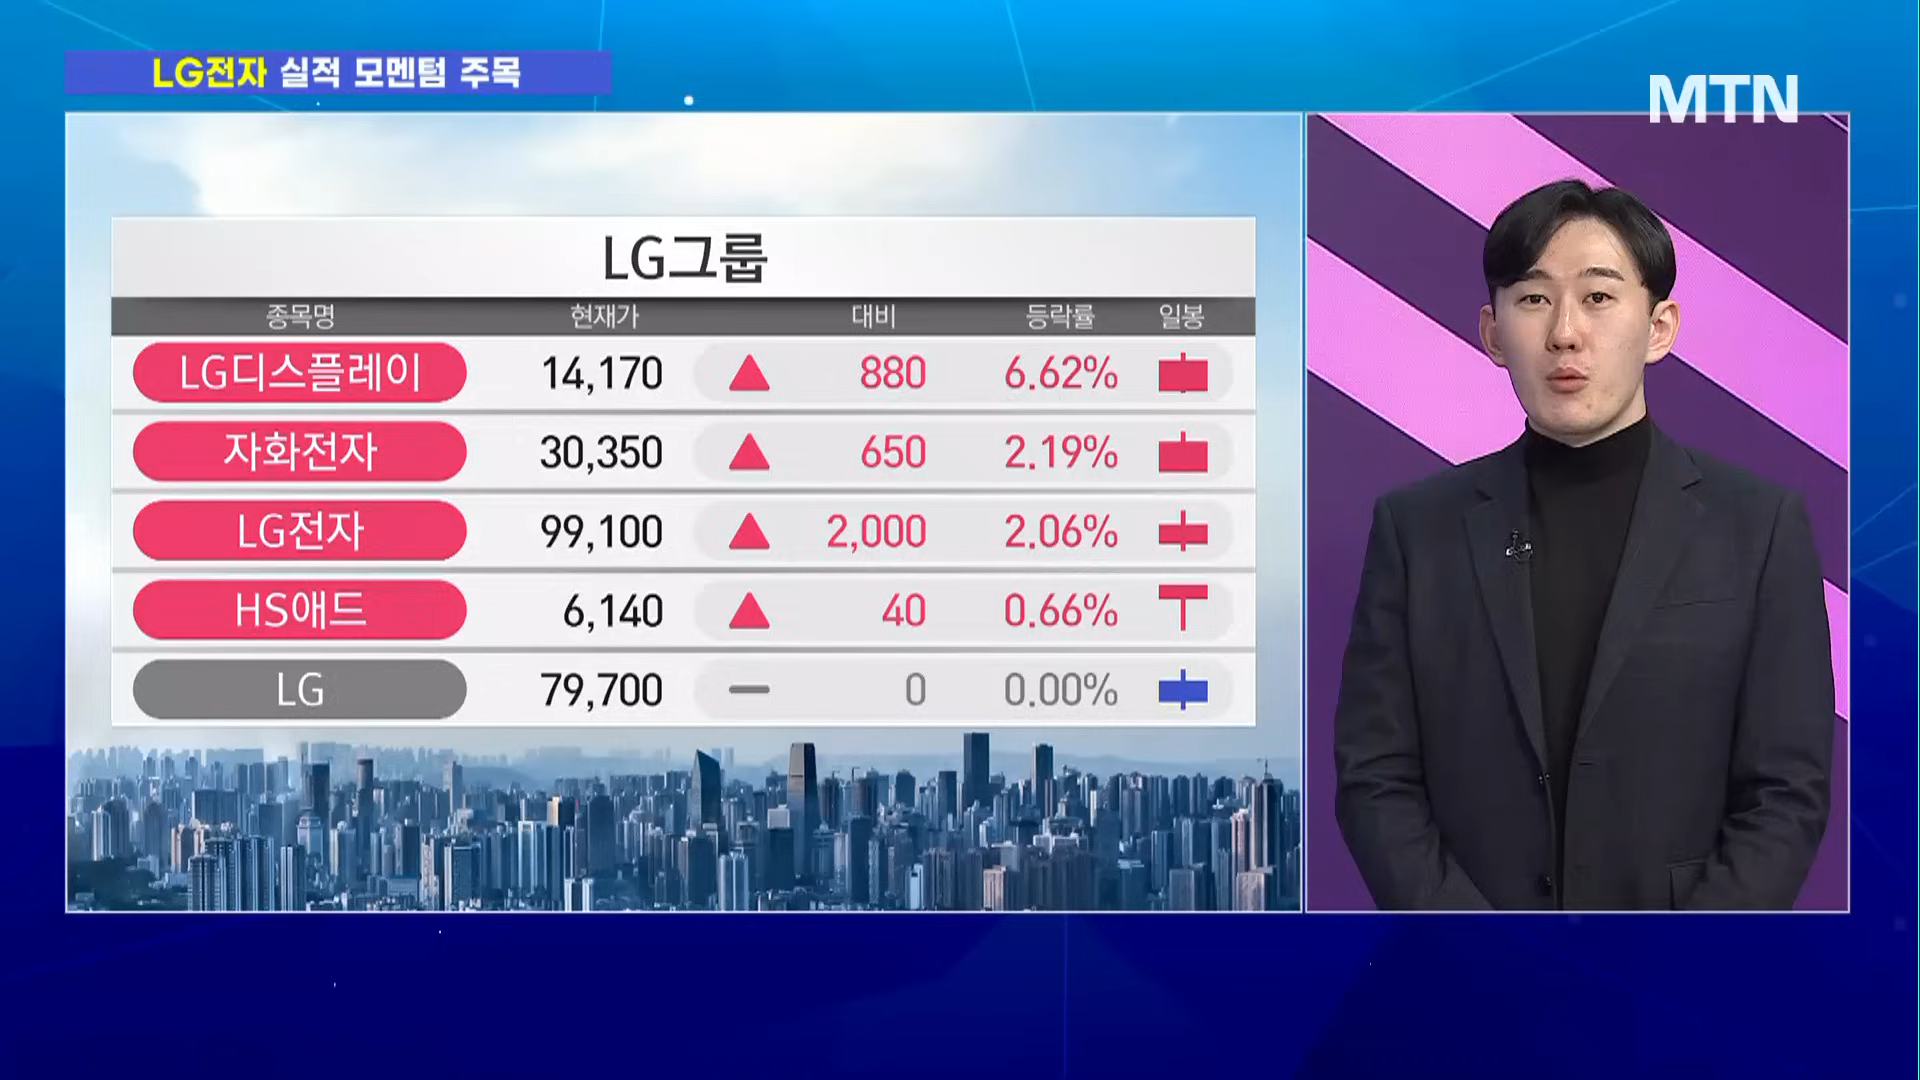 LG전자 실적 모멘텀 주목
MTN
LG그룹
종목명 현재가 대비 등락률 일봉
LG디스플레이 14,170 ▲ 880 6.62%
자화전자 30,350 ▲ 650 2.19%
LG전자 99,100 ▲ 2,000 2.06%
HS애드 6,140 ▲ 40 0.66%
LG 79,700 — 0 0.00%